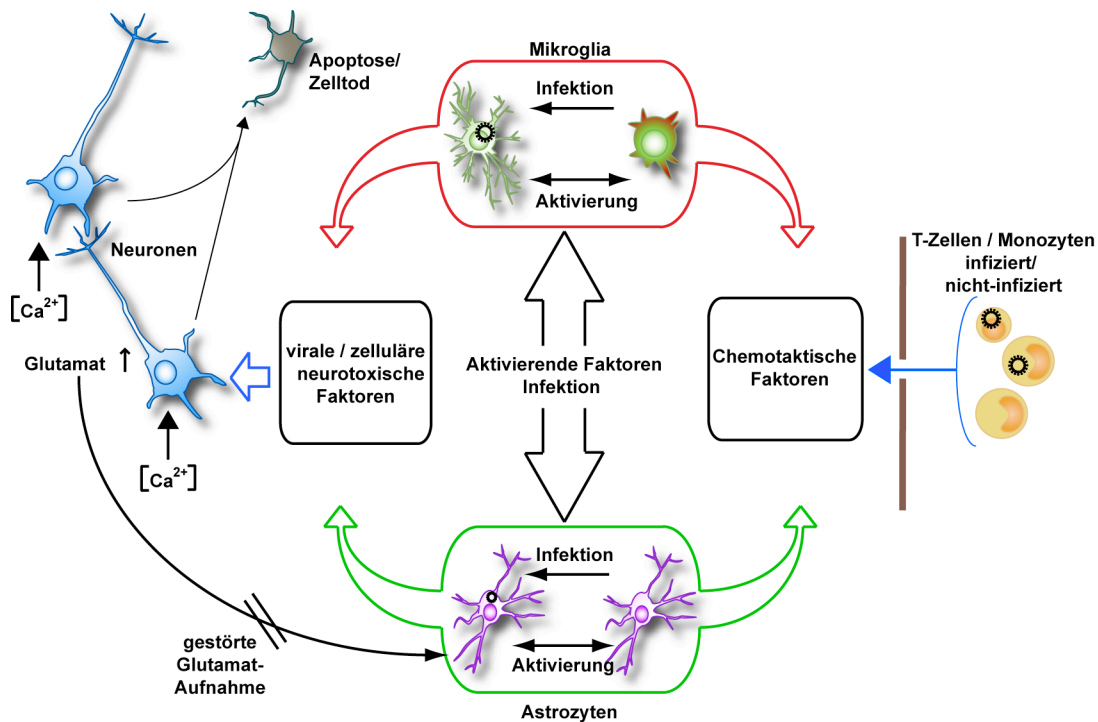 Mikroglia
Apoptose/
Zelltod
Infektion
Aktivierung
Neuronen
[Ca2+]
T-Zellen / Monozyten
infiziert/
nicht-infiziert
Glutamat ↑
virale / zelluläre
neurotoxische
Faktoren
Aktivierende Faktoren
Infektion
Chemotaktische
Faktoren
[Ca2+]
Infektion
gestörte
Glutamat-
Aufnahme
Aktivierung
Astrozyten